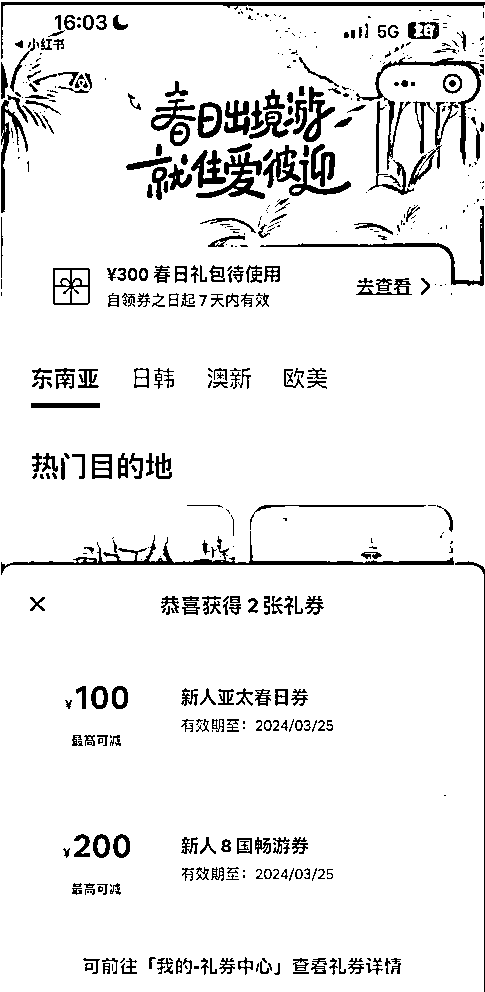 16:03
5G
小红书
春日出境游
就住爱彼迎
¥300 春日礼包待使用
自领券之日起 7 天内有效
去查看
东南亚 日韩 澳新 欧美
热门目的地
恭喜获得 2 张礼券
¥100
最高可减
新人亚太春日券
有效期至：2024/03/25
¥200
最高可减
新人 8 国畅游券
有效期至：2024/03/25
可前往「我的-礼券中心」查看礼券详情